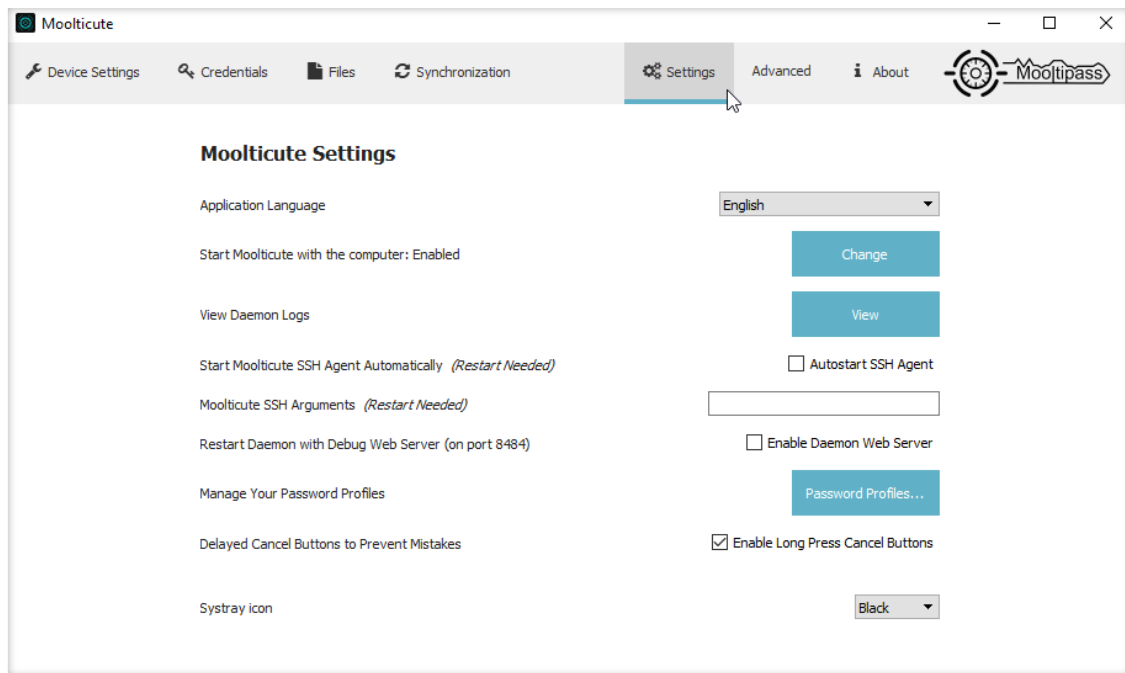 Moolticute
Device Settings Credentials Files Synchronization Settings Advanced About Mooltipass
Moolticute Settings
Application Language English
Start Moolticute with the computer: Enabled Change
View Daemon Logs View
Start Moolticute SSH Agent Automatically (Restart Needed) Autostart SSH Agent
Moolticute SSH Arguments (Restart Needed)
Restart Daemon with Debug Web Server (on port 8484) Enable Daemon Web Server
Manage Your Password Profiles Password Profiles...
Delayed Cancel Buttons to Prevent Mistakes Enable Long Press Cancel Buttons
Systray icon Black